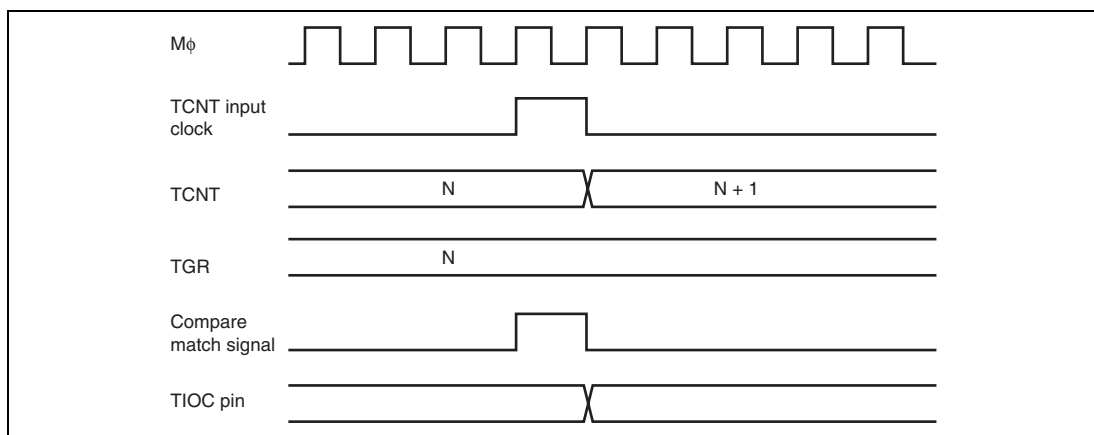 Mφ
TCNT input
clock
TCNT
N
N + 1
TGR
N
Compare
match signal
TIOC pin